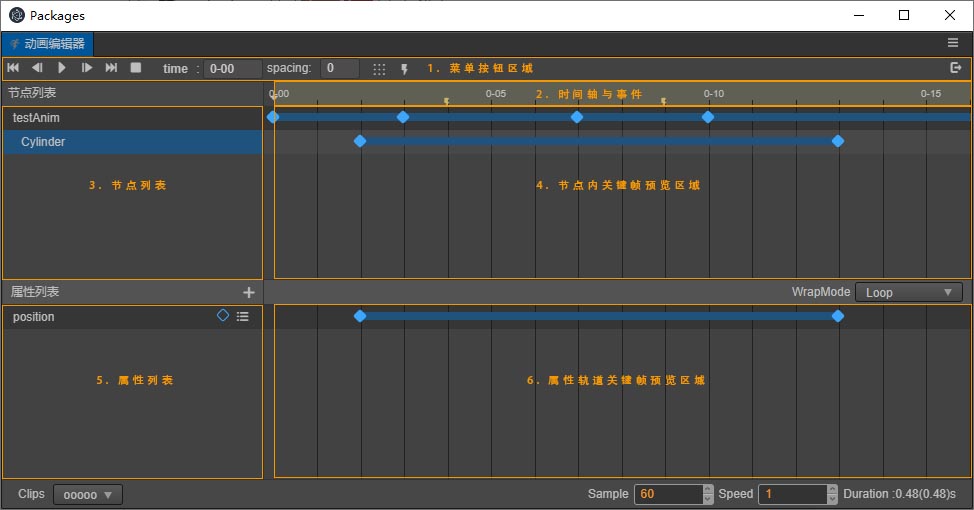 Packages
动画编辑器
time : 0-00 spacing: 0 1. 菜单按钮区域
节点列表 0-00 0-05 2. 时间轴与事件 0-10 0-15
testAnim
Cylinder
3. 节点列表 4. 节点内关键帧预览区域
属性列表 WrapMode Loop
position
5. 属性列表 6. 属性轨道关键帧预览区域
Clips ooooo Sample 60 Speed 1 Duration :0.48(0.48)s